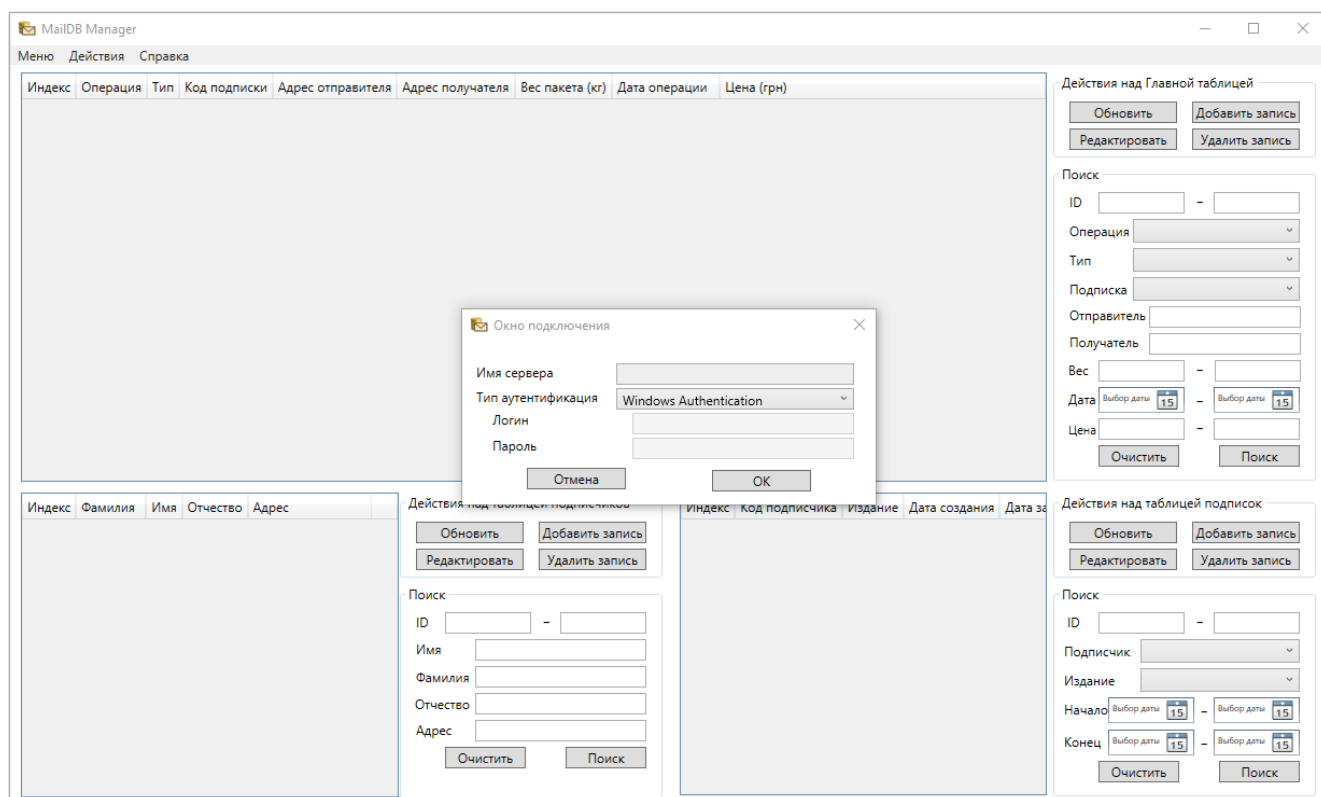 MailDB Manager
Меню Действия Справка
Индекс Операция Тип Код подписки Адрес отправителя Адрес получателя Вес пакета (кг) Дата операции Цена (грн)
Действия над Главной таблицей
Обновить Добавить запись
Редактировать Удалить запись
Поиск
ID –
Операция
Тип
Подписка
Отправитель
Получатель
Вес –
Дата Выбор даты 15 – Выбор даты 15
Цена –
Очистить Поиск
Окно подключения
Имя сервера
Тип аутентификация Windows Authentication
Логин
Пароль
Отмена OK
Индекс Фамилия Имя Отчество Адрес
Действия над таблицей подписчиков
Обновить Добавить запись
Редактировать Удалить запись
Поиск
ID –
Имя
Фамилия
Отчество
Адрес
Очистить Поиск
Индекс Код подписчика Издание Дата создания Дата за
Действия над таблицей подписок
Обновить Добавить запись
Редактировать Удалить запись
Поиск
ID –
Подписчик
Издание
Начало Выбор даты 15 – Выбор даты 15
Конец Выбор даты 15 – Выбор даты 15
Очистить Поиск